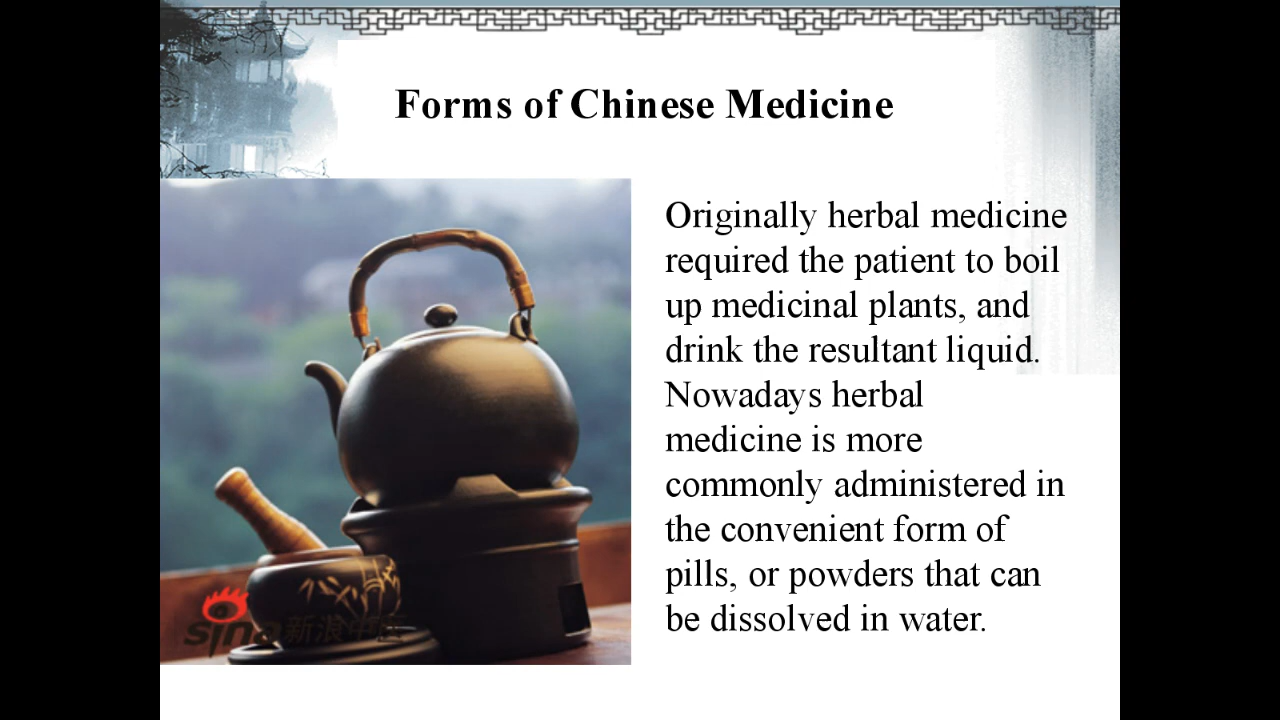 Forms of Chinese Medicine
Originally herbal medicine
required the patient to boil
up medicinal plants, and
drink the resultant liquid.
Nowadays herbal
medicine is more
commonly administered in
the convenient form of
pills, or powders that can
be dissolved in water.
sina 新浪中医